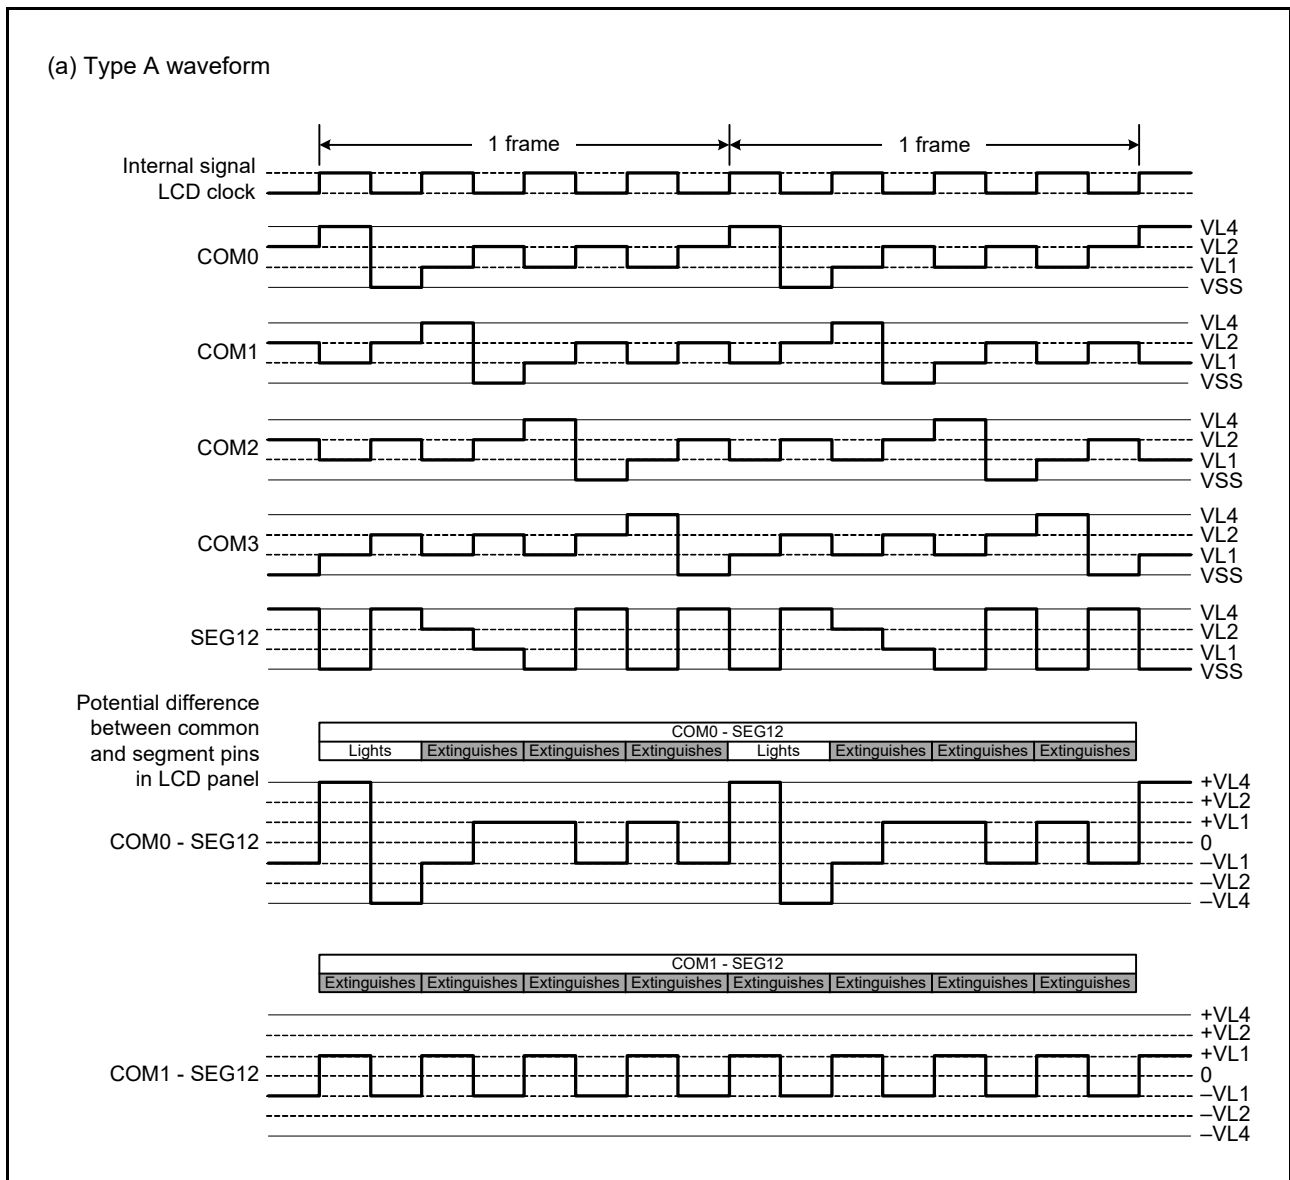 (a) Type A waveform
1 frame
1 frame
Internal signal
LCD clock
COM0
VL4
VL2
VL1
VSS
COM1
VL4
VL2
VL1
VSS
COM2
VL4
VL2
VL1
VSS
COM3
VL4
VL2
VL1
VSS
SEG12
VL4
VL2
VL1
VSS
Potential difference
between common
and segment pins
in LCD panel
COM0 - SEG12
Lights Extinguishes Extinguishes Extinguishes Lights Extinguishes Extinguishes Extinguishes
COM0 - SEG12
+VL4
+VL2
+VL1
0
–VL1
–VL2
–VL4
COM1 - SEG12
Extinguishes Extinguishes Extinguishes Extinguishes Extinguishes Extinguishes Extinguishes Extinguishes
COM1 - SEG12
+VL4
+VL2
+VL1
0
–VL1
–VL2
–VL4